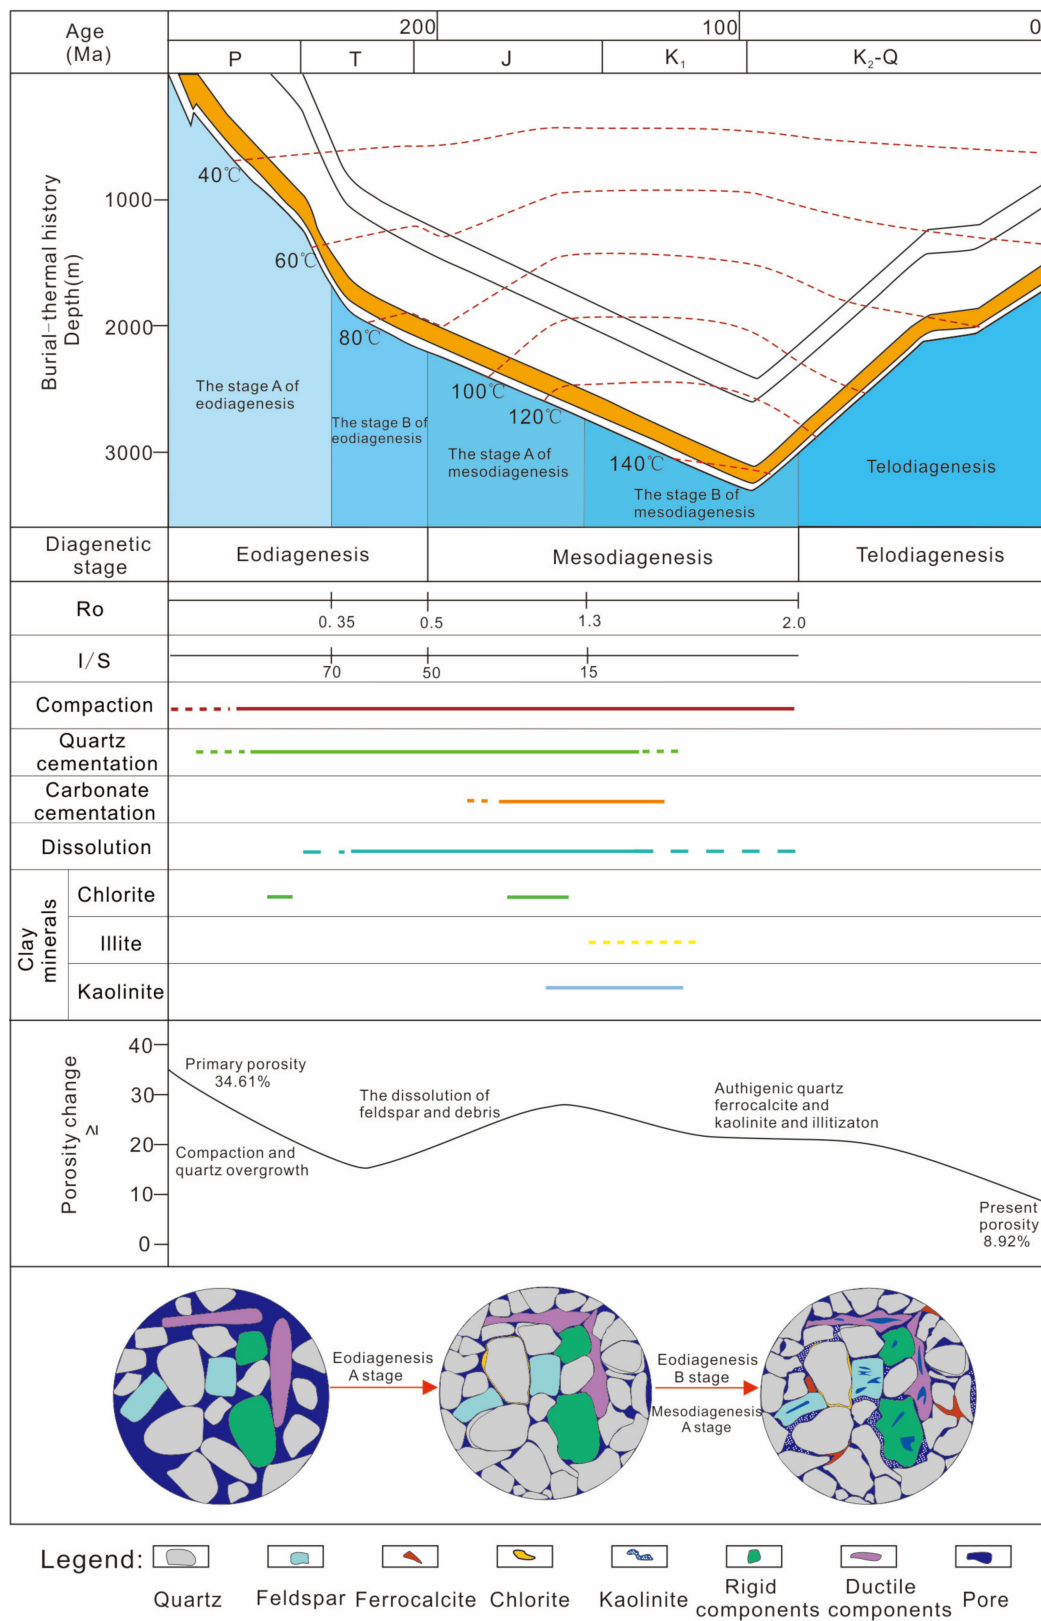 Age
(Ma)
200
100
0
P
T
J
K₁
K₂-Q
Burial-thermal history
Depth(m)
1000
2000
3000
40℃
60℃
80℃
100℃
120℃
140℃
The stage A of
eodiagenesis
The stage B of
eodiagenesis
The stage A of
mesodiagenesis
The stage B of
mesodiagenesis
Telodiagenesis
Diagenetic
stage
Eodiagenesis
Mesodiagenesis
Telodiagenesis
Ro
0.35
0.5
1.3
2.0
I/S
70
50
15
Compaction
Quartz
cementation
Carbonate
cementation
Dissolution
Clay
minerals
Chlorite
Illite
Kaolinite
Porosity change
40
30
20
10
0
Primary porosity
34.61%
Compaction and
quartz overgrowth
The dissolution of
feldspar and debris
Authigenic quartz
ferrocalcite and
kaolinite and illitizaton
Present
porosity
8.92%
Eodiagenesis
A stage
Eodiagenesis
B stage
Mesodiagenesis
A stage
Legend:
Quartz
Feldspar
Ferrocalcite
Chlorite
Kaolinite
Rigid
components
Ductile
components
Pore